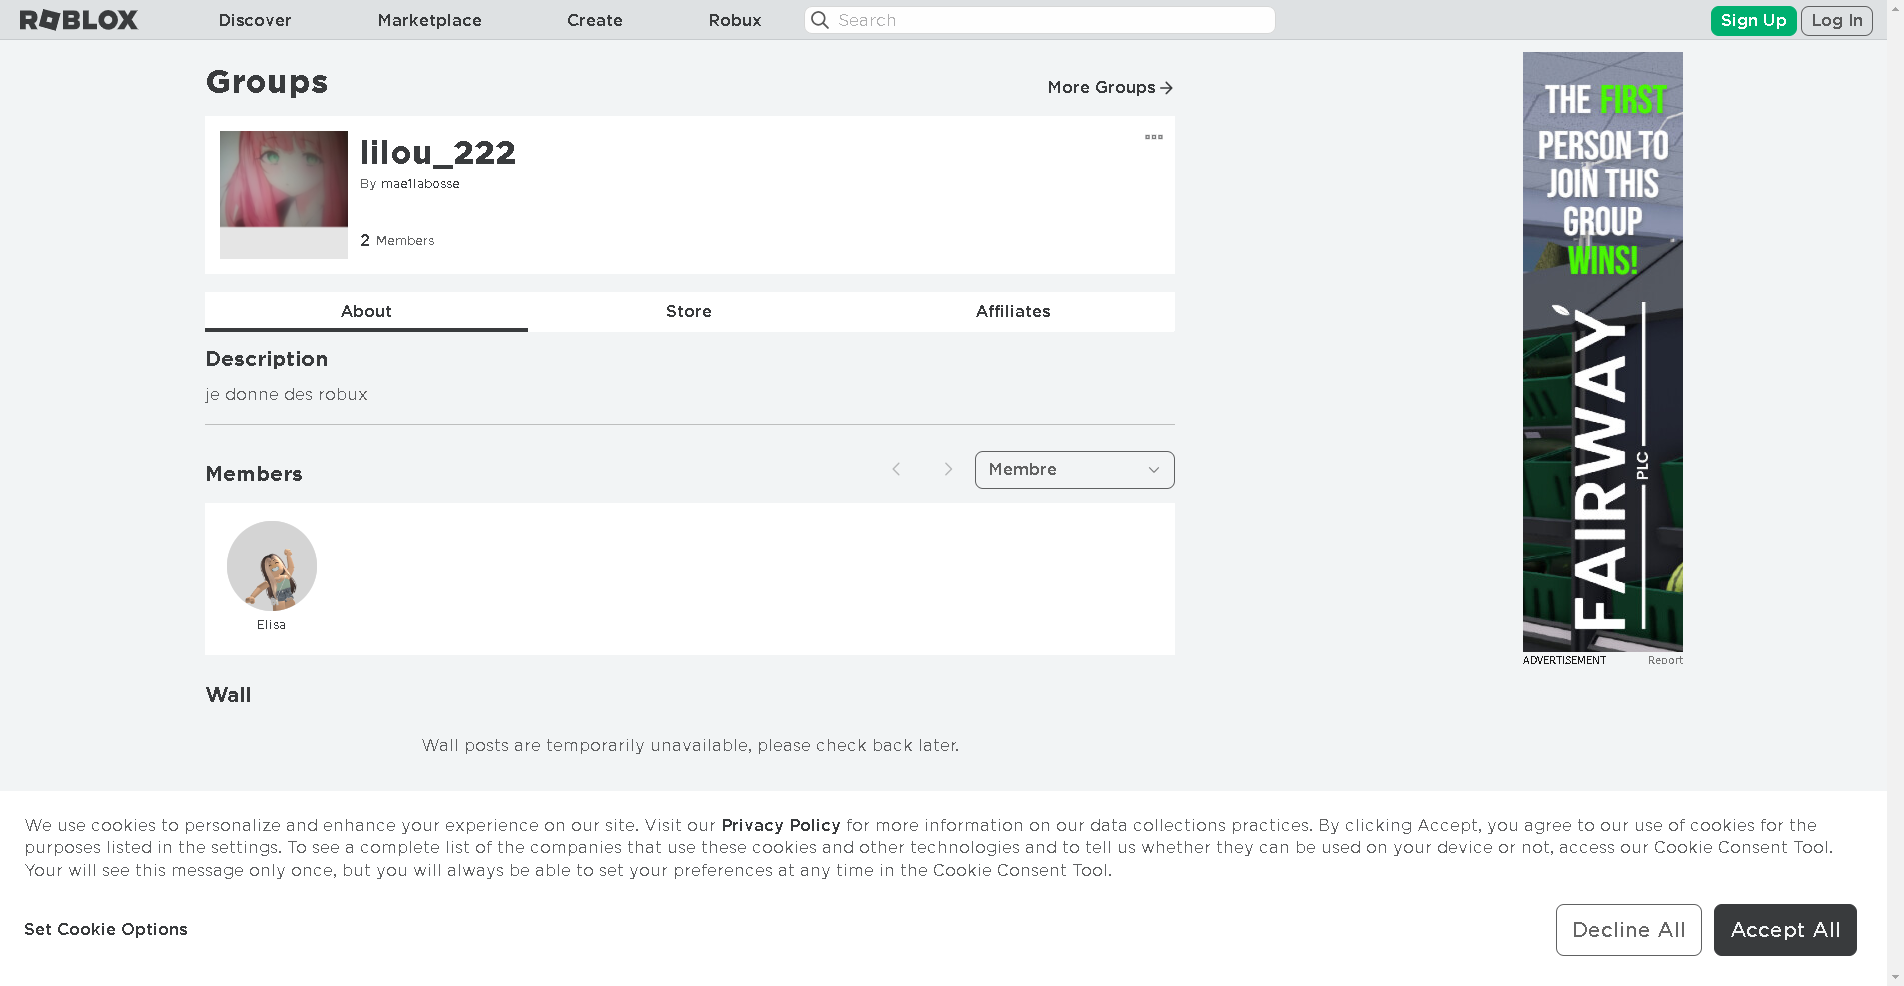 ROBLOX
Discover
Marketplace
Create
Robux
Search
Sign Up
Log In
Groups
More Groups
lilou_222
By mae1labosse
2 Members
About
Store
Affiliates
Description
je donne des robux
Members
Membre
Elisa
Wall
Wall posts are temporarily unavailable, please check back later.
THE FIRST
PERSON TO
JOIN THIS
GROUP
WINS!
FAIRWAY
PLC
ADVERTISEMENT
Report
We use cookies to personalize and enhance your experience on our site. Visit our Privacy Policy for more information on our data collections practices. By clicking Accept, you agree to our use of cookies for the
purposes listed in the settings. To see a complete list of the companies that use these cookies and other technologies and to tell us whether they can be used on your device or not, access our Cookie Consent Tool.
Your will see this message only once, but you will always be able to set your preferences at any time in the Cookie Consent Tool.
Set Cookie Options
Decline All
Accept All